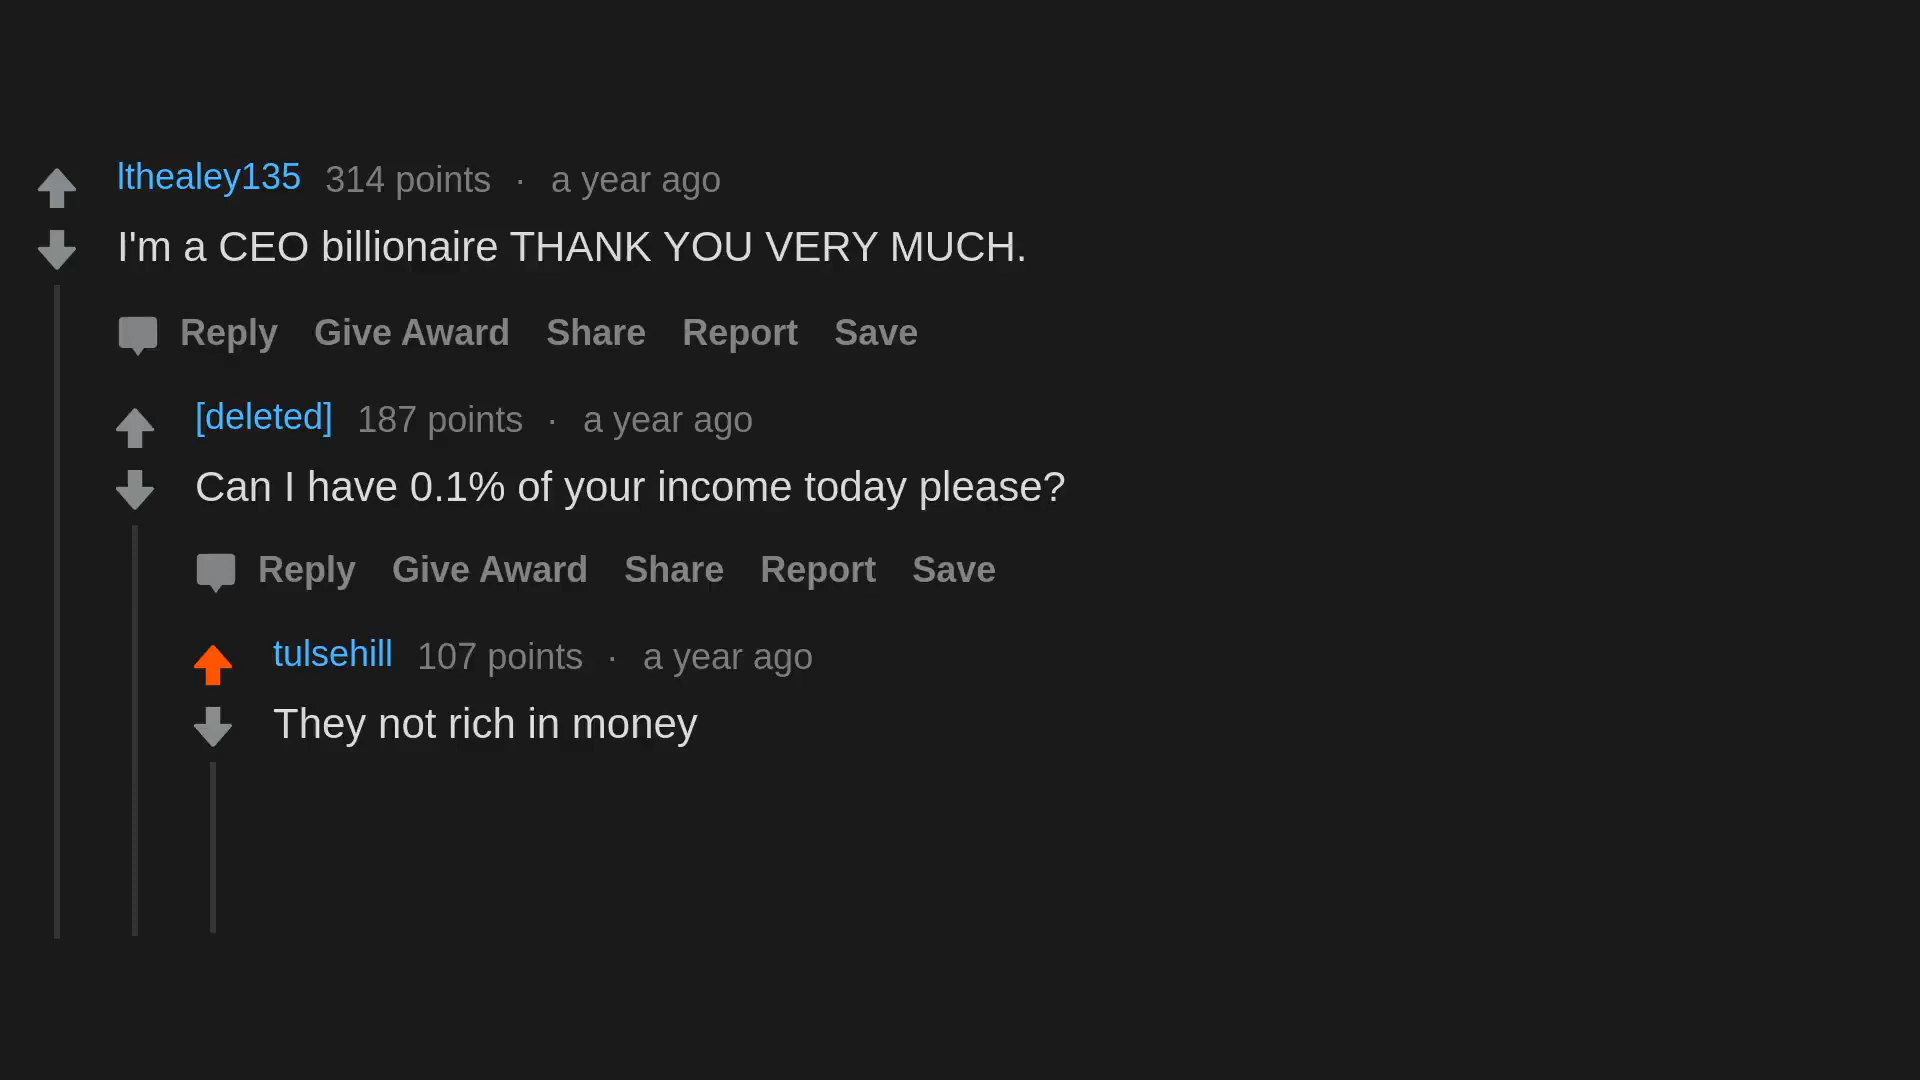 lthealey135 314 points · a year ago
I'm a CEO billionaire THANK YOU VERY MUCH.
Reply Give Award Share Report Save
[deleted] 187 points · a year ago
Can I have 0.1% of your income today please?
Reply Give Award Share Report Save
tulsehill 107 points · a year ago
They not rich in money